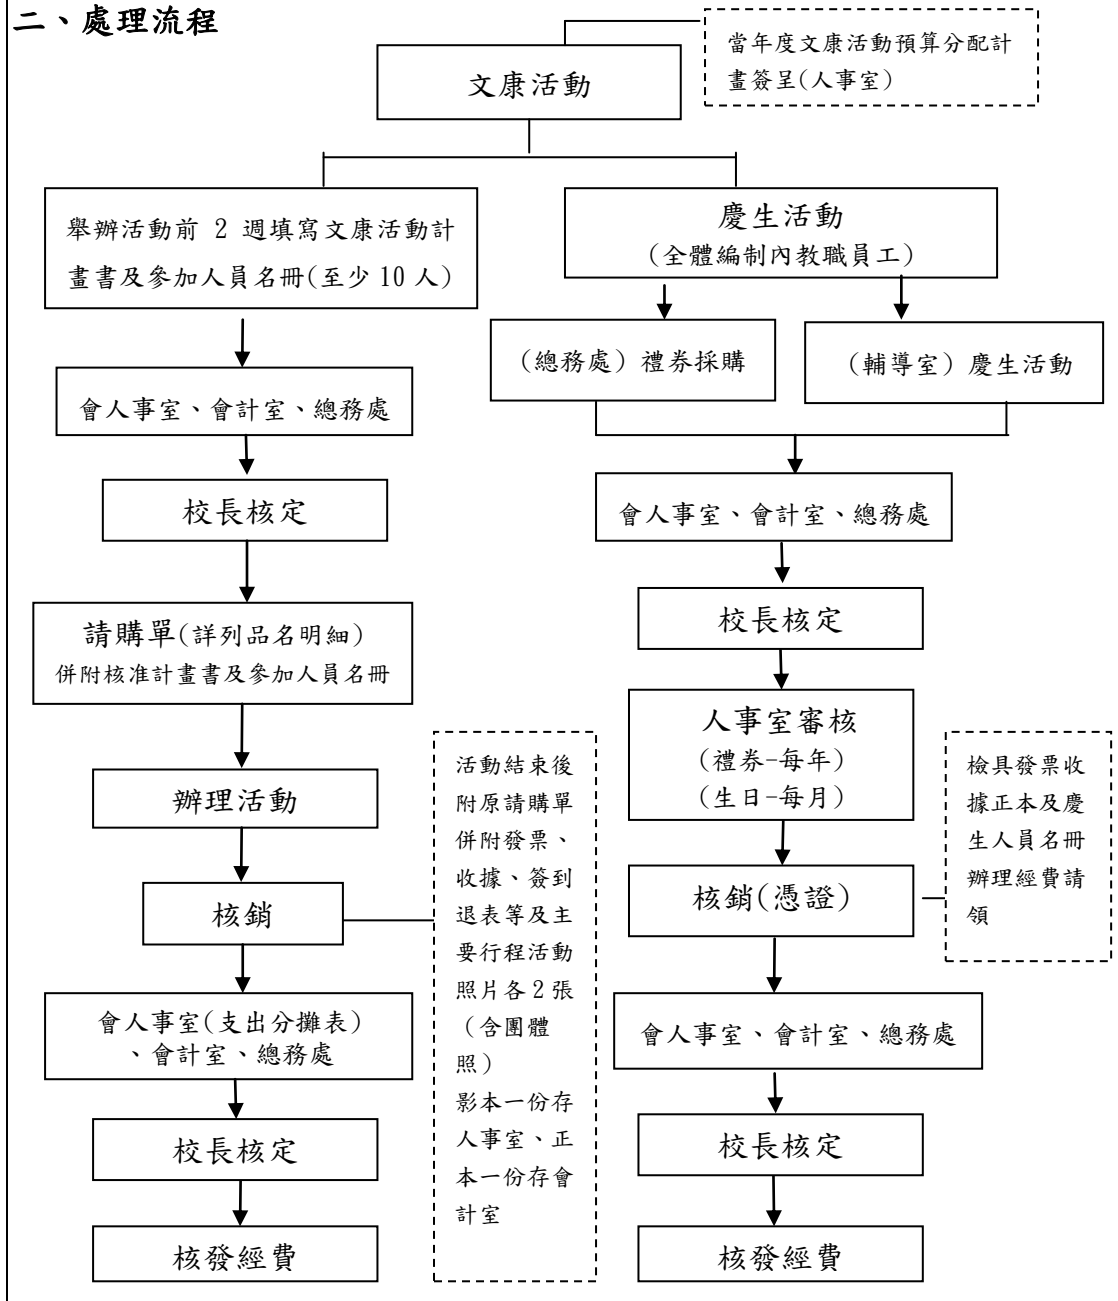 二、處理流程
當年度文康活動預算分配計
畫簽呈(人事室)
文康活動
舉辦活動前 2 週填寫文康活動計
畫書及參加人員名冊(至少 10 人)
慶生活動
(全體編制內教職員工)
(總務處)禮券採購
(輔導室)慶生活動
會人事室、會計室、總務處
校長核定
請購單(詳列品名明細)
併附核准計畫書及參加人員名冊
辦理活動
核銷
會人事室(支出分攤表)
、會計室、總務處
校長核定
核發經費
活動結束後
附原請購單
併附發票、
收據、簽到
退表等及主
要行程活動
照片各 2 張
(含團體
照)
影本一份存
人事室、正
本一份存會
計室
會人事室、會計室、總務處
校長核定
人事室審核
(禮券-每年)
(生日-每月)
核銷(憑證)
檢具發票收
據正本及慶
生人員名冊
辦理經費請
領
會人事室、會計室、總務處
校長核定
核發經費